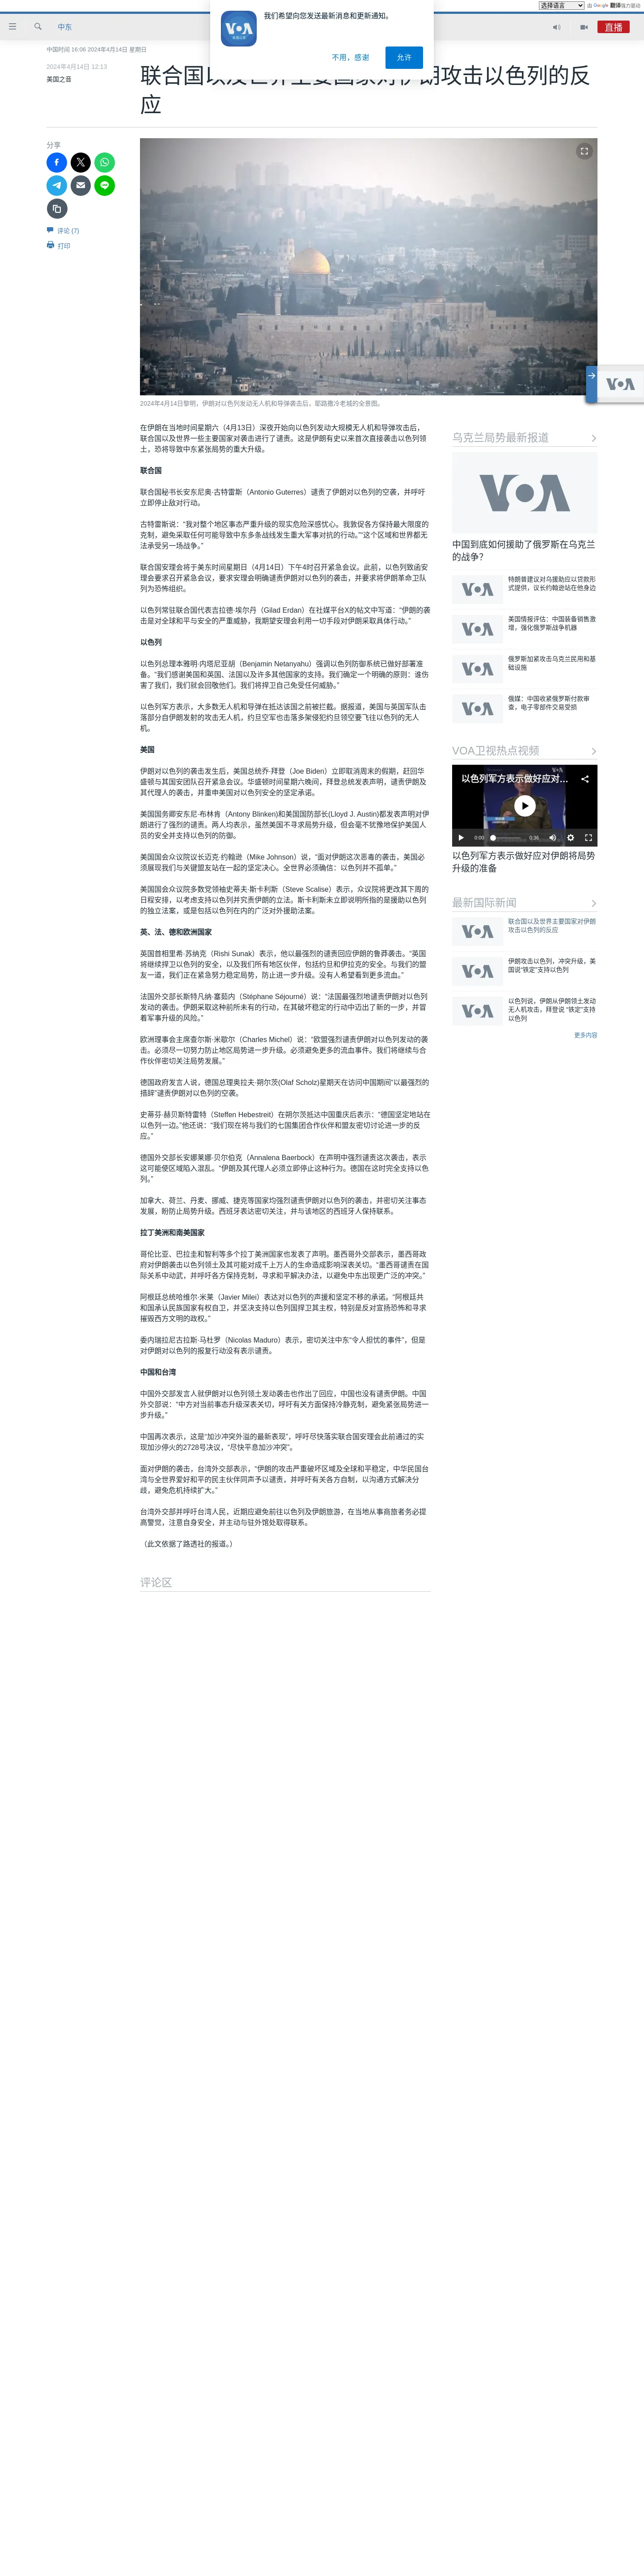 选择语言 由 Google 翻译强力驱动
中东
直播
我们希望向您发送最新消息和更新通知。
不用，感谢
允许
中国时间 16:06 2024年4月14日 星期日
2024年4月14日 12:13
美国之音
联合国以及世界主要国家对伊朗攻击以色列的反
应
分享
评论 (7)
打印
2024年4月14日黎明，伊朗对以色列发动无人机和导弹袭击后，耶路撒冷老城的全景图。
在伊朗在当地时间星期六（4月13日）深夜开始向以色列发动大规模无人机和导弹攻击后，
联合国以及世界一些主要国家对袭击进行了谴责。这是伊朗有史以来首次直接袭击以色列领
土，恐将导致中东紧张局势的重大升级。
联合国
联合国秘书长安东尼奥·古特雷斯（Antonio Guterres）谴责了伊朗对以色列的空袭，并呼吁
立即停止敌对行动。
古特雷斯说：“我对整个地区事态严重升级的现实危险深感忧心。我敦促各方保持最大限度的
克制，避免采取任何可能导致中东多条战线发生重大军事对抗的行动。”“这个区域和世界都无
法承受另一场战争。”
联合国安理会将于美东时间星期日（4月14日）下午4时召开紧急会议。此前，以色列致函安
理会要求召开紧急会议，要求安理会明确谴责伊朗对以色列的袭击，并要求将伊朗革命卫队
列为恐怖组织。
以色列常驻联合国代表吉拉德·埃尔丹（Gilad Erdan）在社媒平台X的帖文中写道：“伊朗的袭
击是对全球和平与安全的严重威胁，我期望安理会利用一切手段对伊朗采取具体行动。”
以色列
以色列总理本雅明·内塔尼亚胡（Benjamin Netanyahu）强调以色列防御系统已做好部署准
备。“我们感谢美国和英国、法国以及许多其他国家的支持。我们确定一个明确的原则：谁伤
害了我们，我们就会回敬他们。我们将捍卫自己免受任何威胁。”
以色列军方表示，大多数无人机和导弹在抵达该国之前被拦截。据报道，美国与英国军队击
落部分自伊朗发射的攻击无人机，约旦空军也击落多架侵犯约旦领空要飞往以色列的无人
机。
美国
伊朗对以色列的袭击发生后，美国总统乔·拜登（Joe Biden）立即取消周末的假期，赶回华
盛顿与其国安团队召开紧急会议。华盛顿时间星期六晚间，拜登总统发表声明，谴责伊朗及
其代理人的袭击，并重申美国对以色列安全的坚定承诺。
美国国务卿安东尼·布林肯（Antony Blinken)和美国国防部长(Lloyd J. Austin)都发表声明对伊
朗进行了强烈的谴责。两人均表示，虽然美国不寻求局势升级，但会毫不犹豫地保护美国人
员的安全并支持以色列的防御。
美国国会众议院议长迈克·约翰逊（Mike Johnson）说，“面对伊朗这次恶毒的袭击，美国必
须展现我们与关键盟友站在一起的坚定决心。全世界必须确信：以色列并不孤单。”
美国国会众议院多数党领袖史蒂夫·斯卡利斯（Steve Scalise）表示，众议院将更改其下周的
日程安排，以考虑支持以色列并究责伊朗的立法。斯卡利斯未立即说明所指的是援助以色列
的独立法案，或是包括以色列在内的广泛对外援助法案。
英、法、德和欧洲国家
英国首相里希·苏纳克（Rishi Sunak）表示，他以最强烈的谴责回应伊朗的鲁莽袭击。“英国
将继续捍卫以色列的安全，以及我们所有地区伙伴，包括约旦和伊拉克的安全。与我们的盟
友一道，我们正在紧急努力稳定局势，防止进一步升级。没有人希望看到更多流血。”
法国外交部长斯特凡纳·塞茹内（Stéphane Séjourné）说：“法国最强烈地谴责伊朗对以色列
发动的袭击。伊朗采取这种前所未有的行动，在其破坏稳定的行动中迈出了新的一步，并冒
着军事升级的风险。”
欧洲理事会主席查尔斯·米歇尔（Charles Michel）说：“欧盟强烈谴责伊朗对以色列发动的袭
击。必须尽一切努力防止地区局势进一步升级。必须避免更多的流血事件。我们将继续与合
作伙伴密切关注局势发展。”
德国政府发言人说，德国总理奥拉夫·朔尔茨(Olaf Scholz)星期天在访问中国期间“以最强烈的
措辞”谴责伊朗对以色列的空袭。
史蒂芬·赫贝斯特雷特（Steffen Hebestreit）在朔尔茨抵达中国重庆后表示：“德国坚定地站在
以色列一边。”他还说：“我们现在将与我们的七国集团合作伙伴和盟友密切讨论进一步的反
应。”
德国外交部长安娜莱娜·贝尔伯克（Annalena Baerbock）在声明中强烈谴责这次袭击，表示
这可能使区域陷入混乱。“伊朗及其代理人必须立即停止这种行为。德国在这时完全支持以色
列。”
加拿大、荷兰、丹麦、挪威、捷克等国家均强烈谴责伊朗对以色列的袭击，并密切关注事态
发展，盼防止局势升级。西班牙表达密切关注，并与该地区的西班牙人保持联系。
拉丁美洲和南美国家
哥伦比亚、巴拉圭和智利等多个拉丁美洲国家也发表了声明。墨西哥外交部表示，墨西哥政
府对伊朗袭击以色列领土及其可能对成千上万人的生命造成影响深表关切。“墨西哥谴责在国
际关系中动武，并呼吁各方保持克制，寻求和平解决办法，以避免中东出现更广泛的冲突。”
阿根廷总统哈维尔·米莱（Javier Milei）表达对以色列的声援和坚定不移的承诺。“阿根廷共
和国承认民族国家有权自卫，并坚决支持以色列国捍卫其主权，特别是反对宣扬恐怖和寻求
摧毁西方文明的政权。”
委内瑞拉尼古拉斯·马杜罗（Nicolas Maduro）表示，密切关注中东“令人担忧的事件”，但是
对伊朗对以色列的报复行动没有表示谴责。
中国和台湾
中国外交部发言人就伊朗对以色列领土发动袭击也作出了回应，中国也没有谴责伊朗。中国
外交部说：“中方对当前事态升级深表关切，呼吁有关方面保持冷静克制，避免紧张局势进一
步升级。”
中国再次表示，这是“加沙冲突外溢的最新表现”，呼吁尽快落实联合国安理会此前通过的实
现加沙停火的2728号决议，“尽快平息加沙冲突”。
面对伊朗的袭击，台湾外交部表示，“伊朗的攻击严重破坏区域及全球和平稳定，中华民国台
湾与全世界爱好和平的民主伙伴同声予以谴责，并呼吁有关各方自制，以沟通方式解决分
歧，避免危机持续扩大。”
台湾外交部并呼吁台湾人民，近期应避免前往以色列及伊朗旅游，在当地从事商旅者务必提
高警觉，注意自身安全，并主动与驻外馆处取得联系。
（此文依据了路透社的报道。）
评论区
乌克兰局势最新报道
VOA
中国到底如何援助了俄罗斯在乌克兰
的战争?
特朗普建议对乌援助应以贷款形
式提供，议长约翰逊站在他身边
美国情报评估：中国装备销售激
增，强化俄罗斯战争机器
俄罗斯加紧攻击乌克兰民用和基
础设施
俄媒：中国收紧俄罗斯付款审
查，电子零部件交易受损
VOA卫视热点视频
以色列军方表示做好应对…
0:00
0:36
以色列军方表示做好应对伊朗将局势
升级的准备
最新国际新闻
联合国以及世界主要国家对伊朗
攻击以色列的反应
伊朗攻击以色列，冲突升级，美
国说“铁定”支持以色列
以色列说，伊朗从伊朗领土发动
无人机攻击，拜登说 “铁定”支持
以色列
更多内容